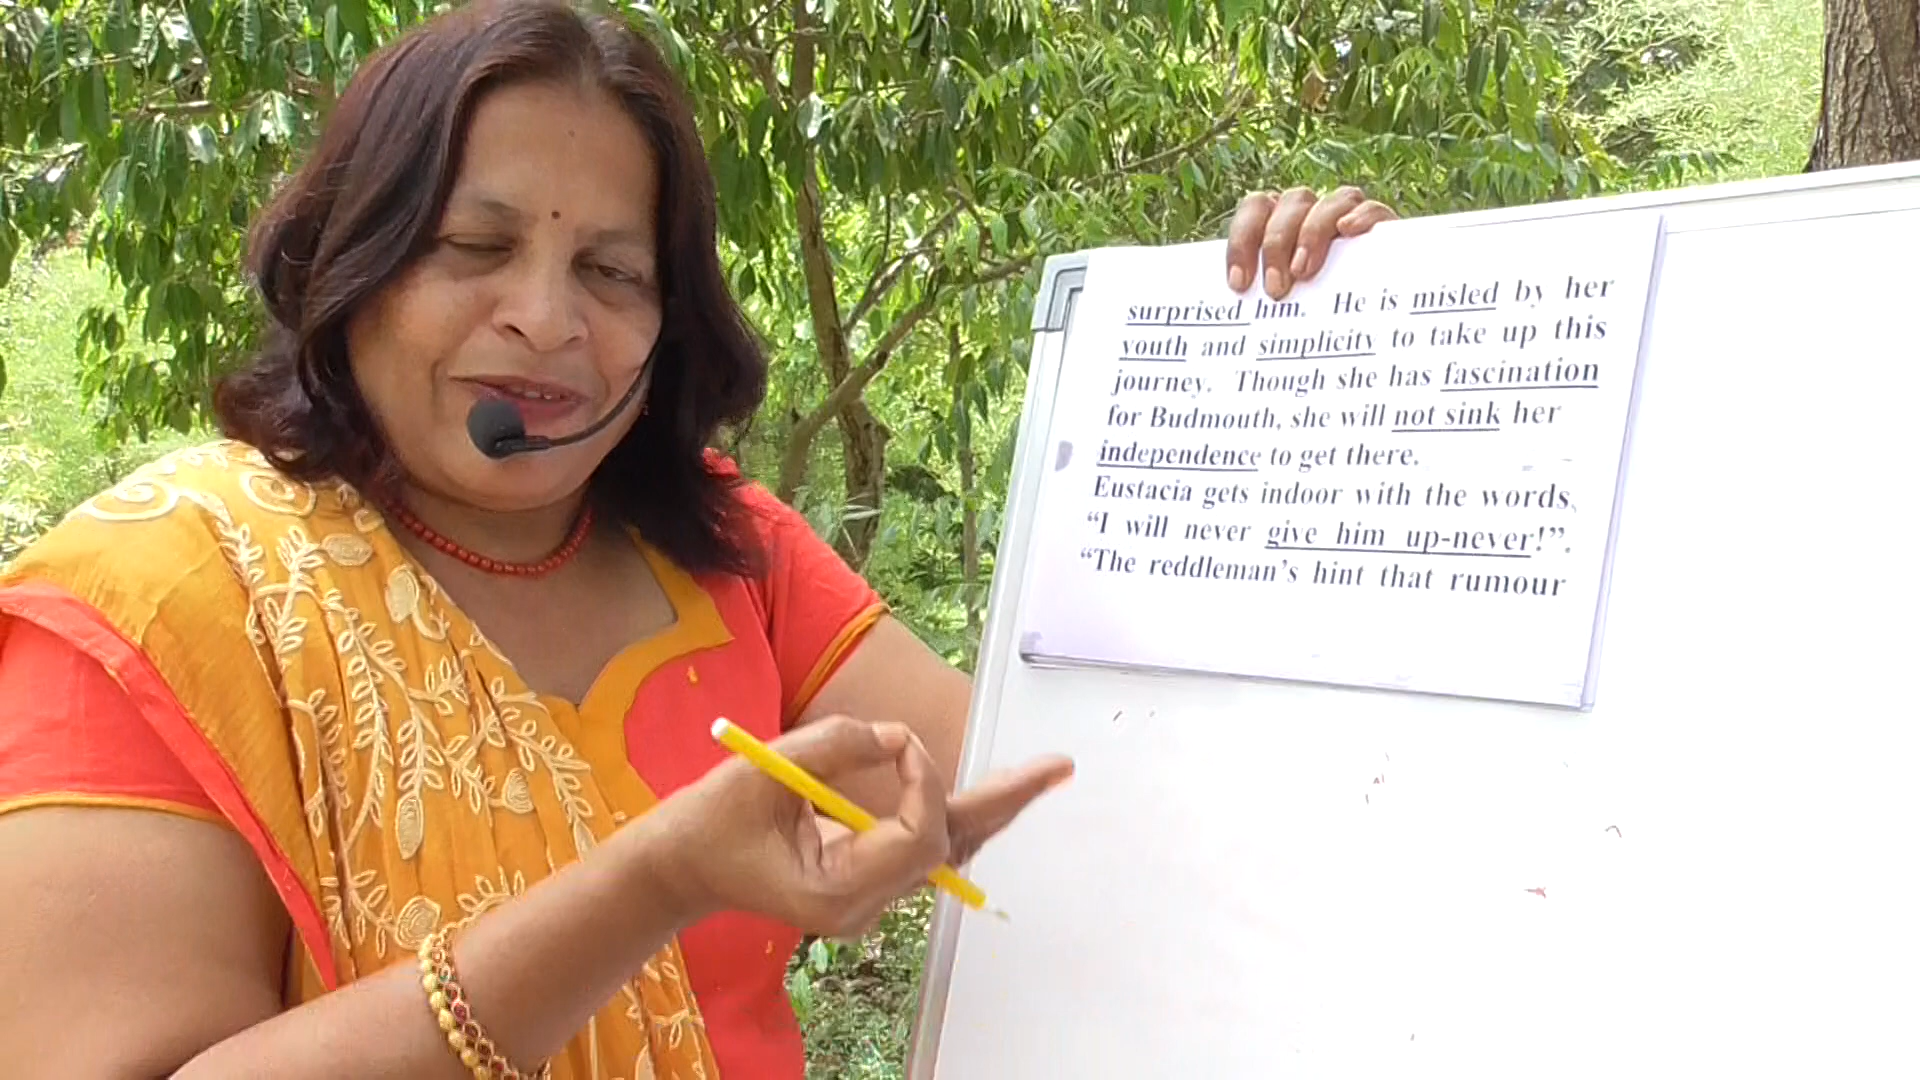 surprised him. He is misled by her
youth and simplicity to take up this
journey. Though she has fascination
for Budmouth, she will not sink her
independence to get there.
Eustacia gets indoor with the words,
“I will never give him up-never!”.
“The reddleman’s hint that rumour